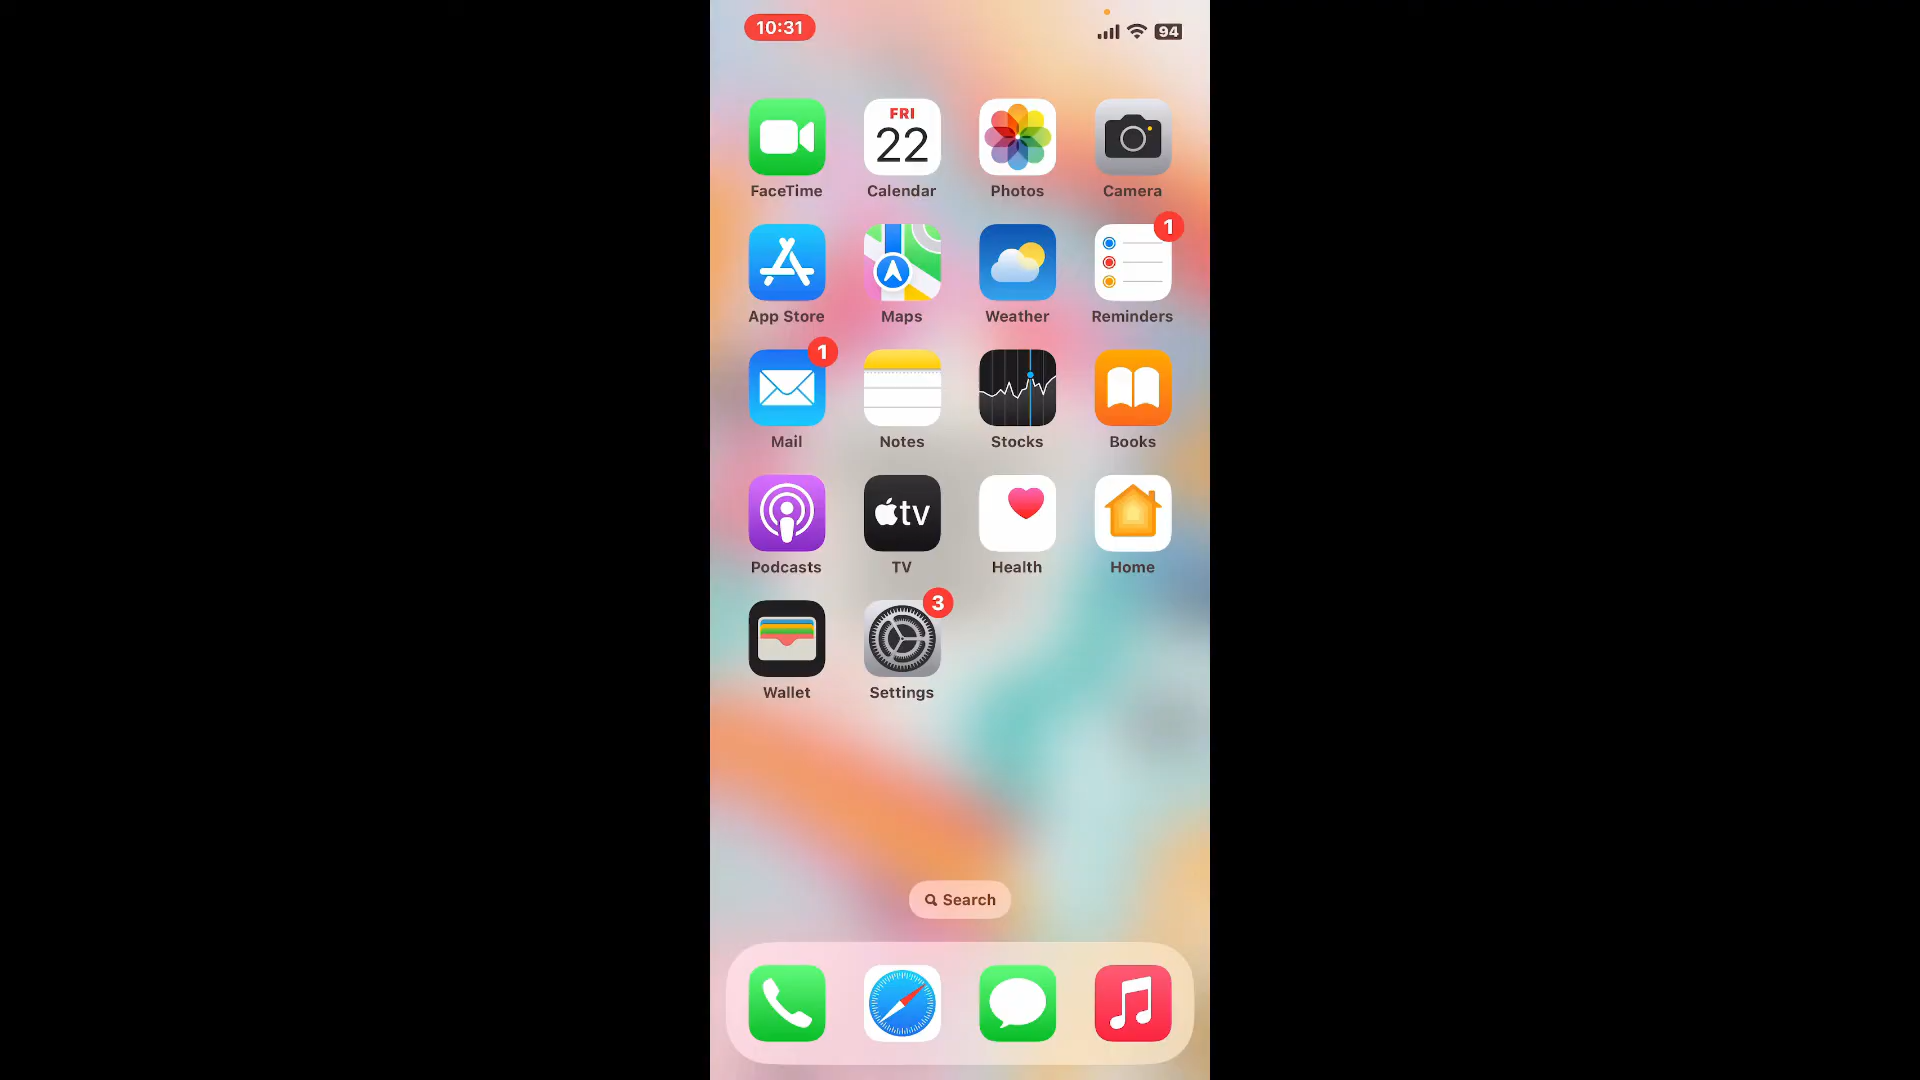 10:31
94
FRI
22
FaceTime Calendar Photos Camera
1
App Store Maps Weather Reminders
1
Mail Notes Stocks Books
tv
Podcasts TV Health Home
3
Wallet Settings
Search